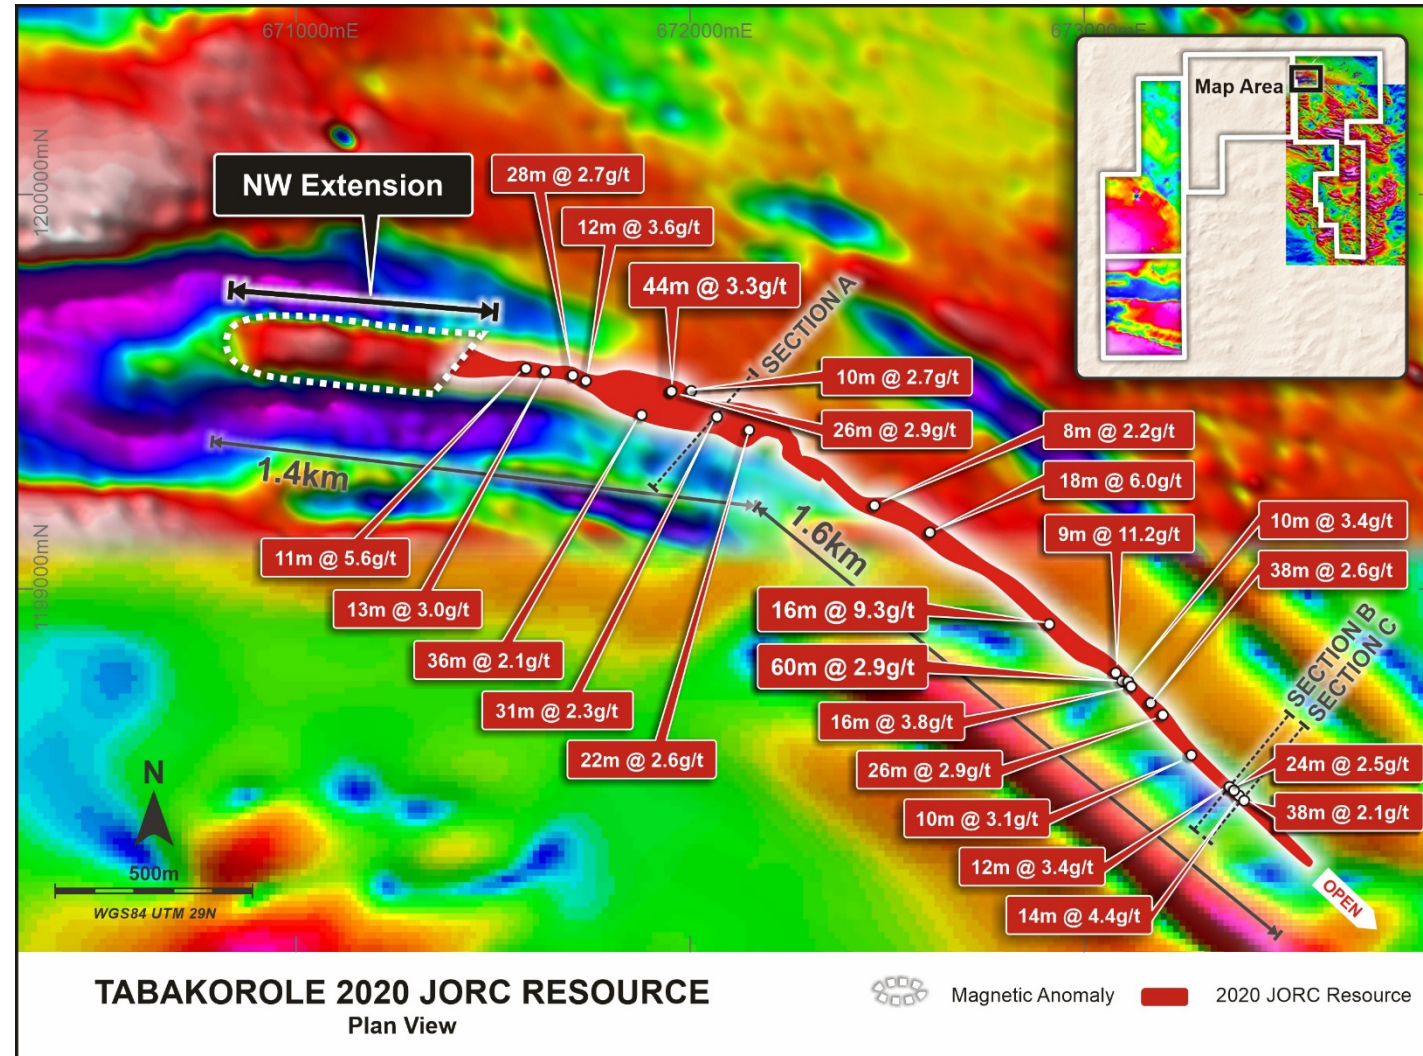 671000mE
672000mE
673000mE
1200000mN
1199000mN
Map Area
NW Extension
28m @ 2.7g/t
12m @ 3.6g/t
44m @ 3.3g/t
SECTION A
10m @ 2.7g/t
26m @ 2.9g/t
8m @ 2.2g/t
18m @ 6.0g/t
9m @ 11.2g/t
10m @ 3.4g/t
38m @ 2.6g/t
1.4km
1.6km
11m @ 5.6g/t
13m @ 3.0g/t
36m @ 2.1g/t
31m @ 2.3g/t
22m @ 2.6g/t
16m @ 9.3g/t
60m @ 2.9g/t
16m @ 3.8g/t
26m @ 2.9g/t
10m @ 3.1g/t
12m @ 3.4g/t
14m @ 4.4g/t
SECTION B
SECTION C
24m @ 2.5g/t
38m @ 2.1g/t
OPEN
N
500m
WGS84 UTM 29N
TABAKOROLE 2020 JORC RESOURCE
Plan View
Magnetic Anomaly
2020 JORC Resource